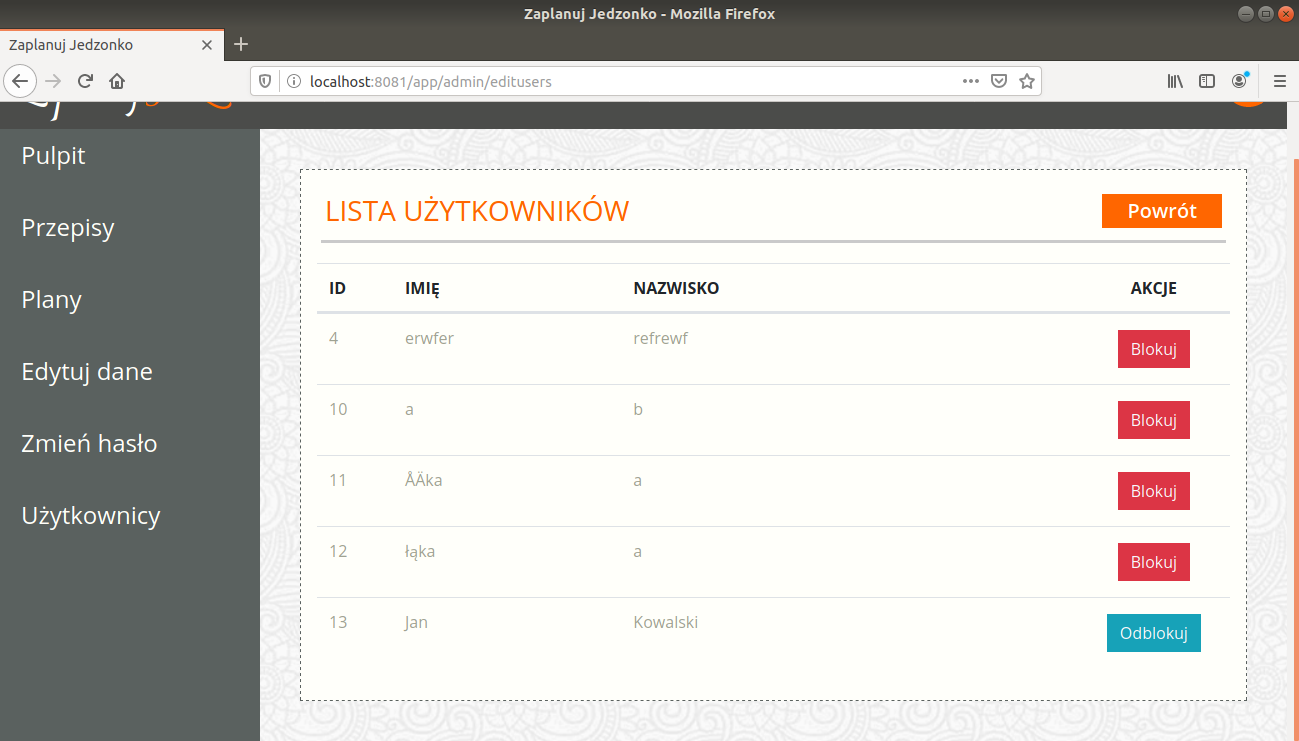 Zaplanuj Jedzonko - Mozilla Firefox
Zaplanuj Jedzonko
localhost:8081/app/admin/editusers
Pulpit
Przepisy
Plany
Edytuj dane
Zmień hasło
Użytkownicy
LISTA UŻYTKOWNIKÓW
Powrót
ID IMIĘ NAZWISKO AKCJE
4 erwfer refrewf Blokuj
10 a b Blokuj
11 ÅÄka a Blokuj
12 łąka a Blokuj
13 Jan Kowalski Odblokuj